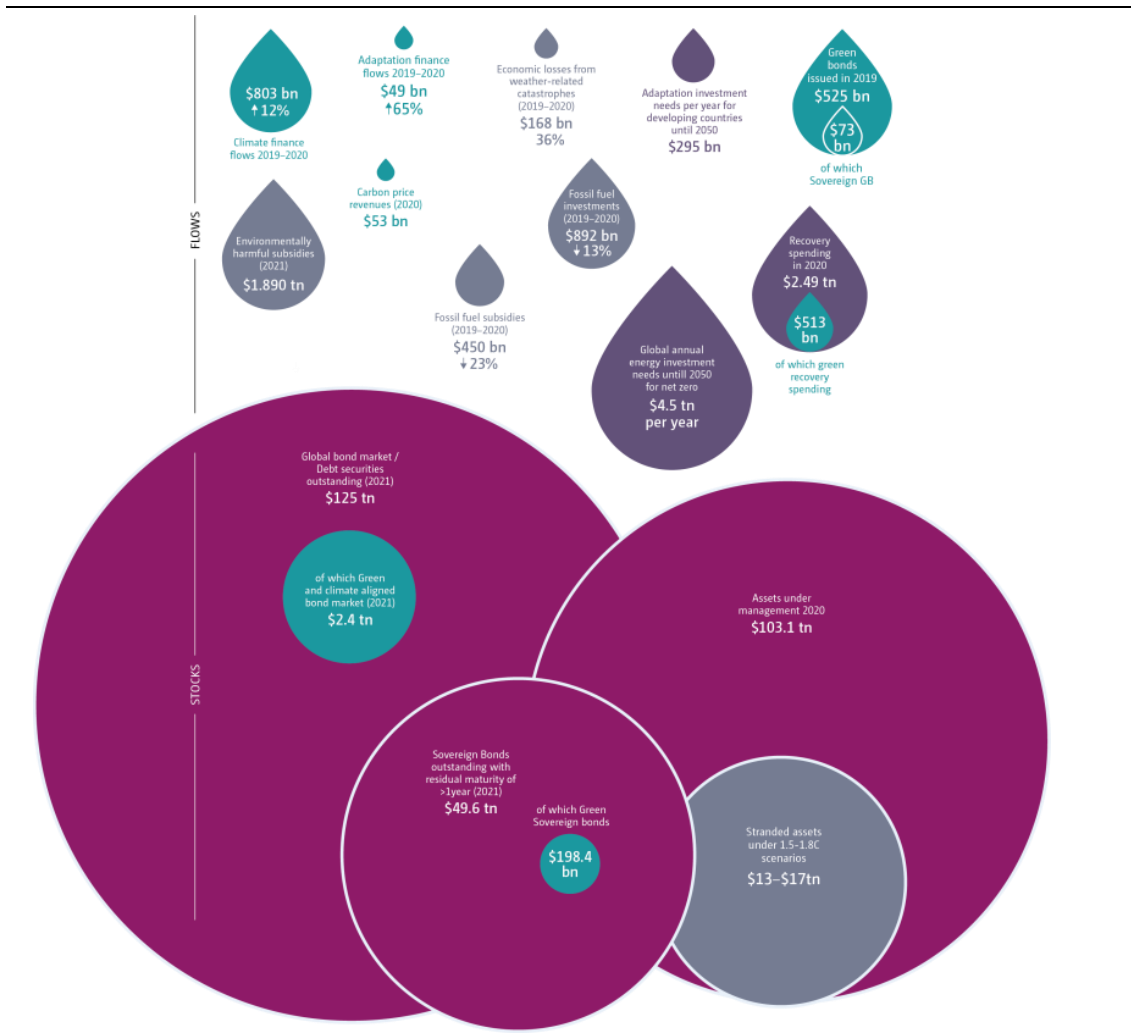 FLOWS
$803 bn
↑12%
Climate finance
flows 2019–2020
Adaptation finance
flows 2019–2020
$49 bn
↑65%
Economic losses from
weather-related
catastrophes
(2019–2020)
$168 bn
36%
Adaptation investment
needs per year for
developing countries
until 2050
$295 bn
Green
bonds
issued in 2019
$525 bn
$73
bn
of which
Sovereign GB
Environmentally
harmful subsidies
(2021)
$1.890 tn
Carbon price
revenues (2020)
$53 bn
Fossil fuel
investments
(2019–2020)
$892 bn
↓13%
Recovery
spending
in 2020
$2.49 tn
$513
bn
of which green
recovery
spending
Fossil fuel subsidies
(2019–2020)
$450 bn
↓23%
Global annual
energy investment
needs untill 2050
for net zero
$4.5 tn
per year
STOCKS
Global bond market /
Debt securities
outstanding (2021)
$125 tn
of which Green
and climate aligned
bond market (2021)
$2.4 tn
Assets under
management 2020
$103.1 tn
Sovereign Bonds
outstanding with
residual maturity of
>1year (2021)
$49.6 tn
of which Green
Sovereign bonds
$198.4
bn
Stranded assets
under 1.5–1.8C
scenarios
$13–$17tn